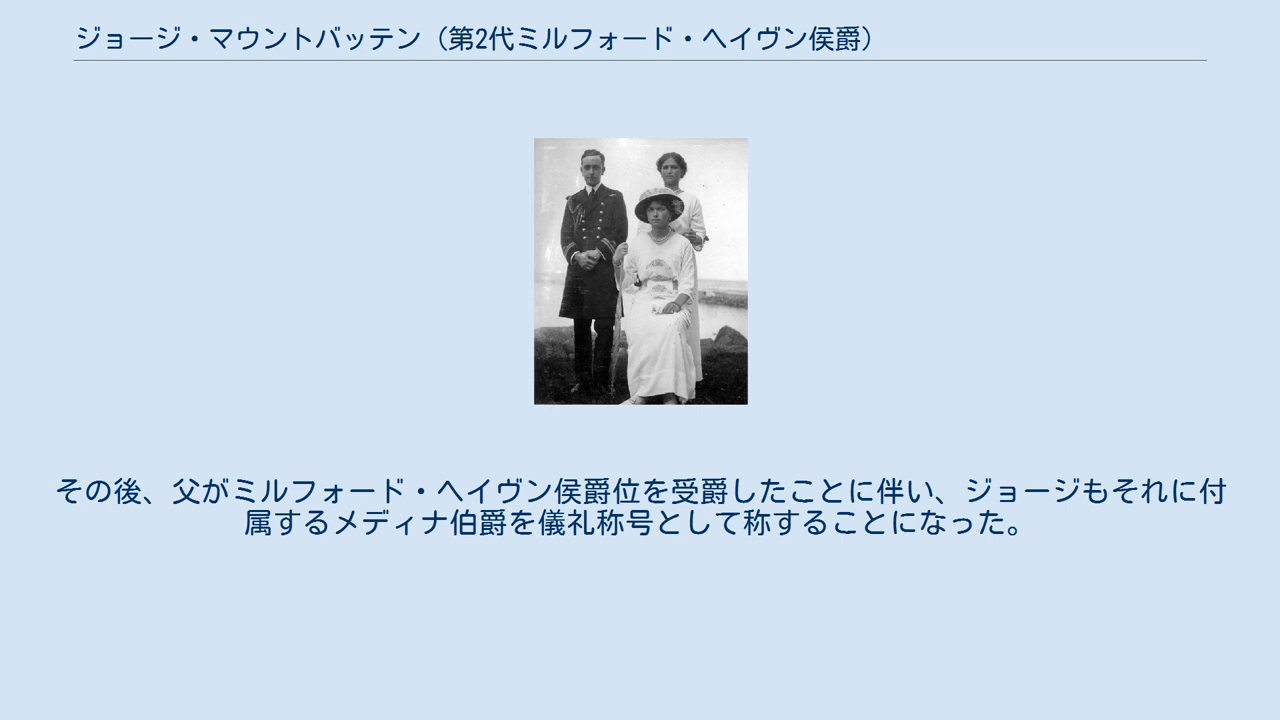 ジョージ・マウントバッテン（第2代ミルフォード・ヘイヴン侯爵）
その後、父がミルフォード・ヘイヴン侯爵位を受爵したことに伴い、ジョージもそれに付
属するメディナ伯爵を儀礼称号として称することになった。